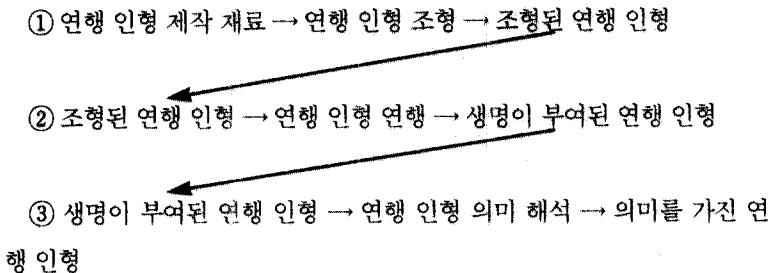 ① 연행 인형 제작 재료 → 연행 인형 조형 → 조형된 연행 인형
② 조형된 연행 인형 → 연행 인형 연행 → 생명이 부여된 연행 인형
③ 생명이 부여된 연행 인형 → 연행 인형 의미 해석 → 의미를 가진 연
행 인형